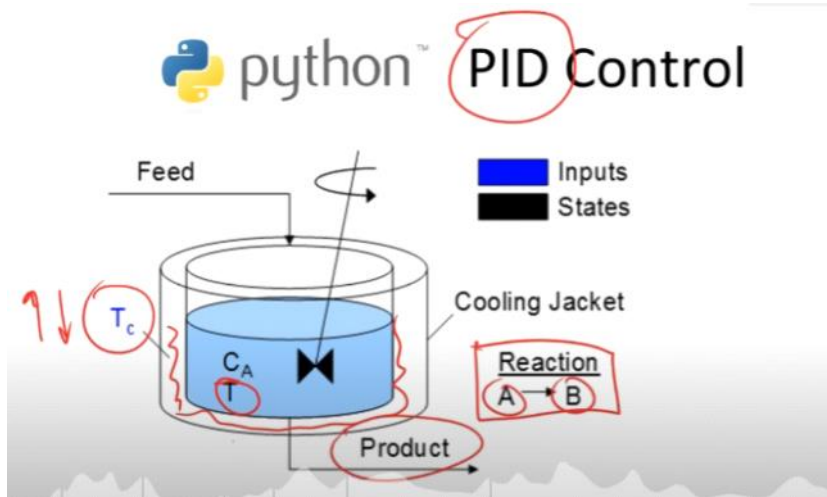 python™ PID Control
Feed
Inputs
States
Tc
Cooling Jacket
CA
T
Reaction
A → B
Product